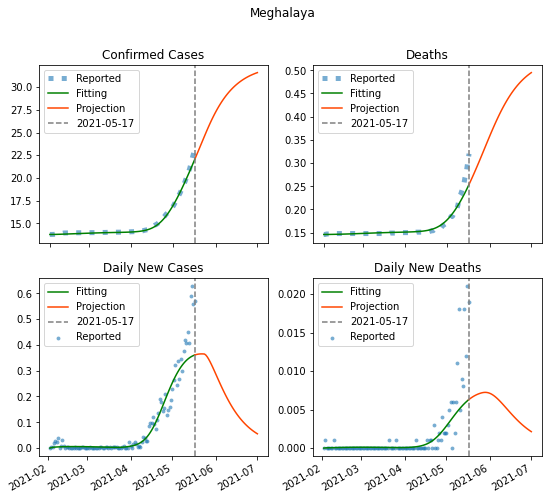 Meghalaya
Confirmed Cases
Reported
Fitting
Projection
2021-05-17
30.0
27.5
25.0
22.5
20.0
17.5
15.0
Deaths
Reported
Fitting
Projection
2021-05-17
0.50
0.45
0.40
0.35
0.30
0.25
0.20
0.15
Daily New Cases
Fitting
Projection
2021-05-17
Reported
0.6
0.5
0.4
0.3
0.2
0.1
0.0
2021-02
2021-03
2021-04
2021-05
2021-06
2021-07
Daily New Deaths
Fitting
Projection
2021-05-17
Reported
0.020
0.015
0.010
0.005
0.000
2021-02
2021-03
2021-04
2021-05
2021-06
2021-07